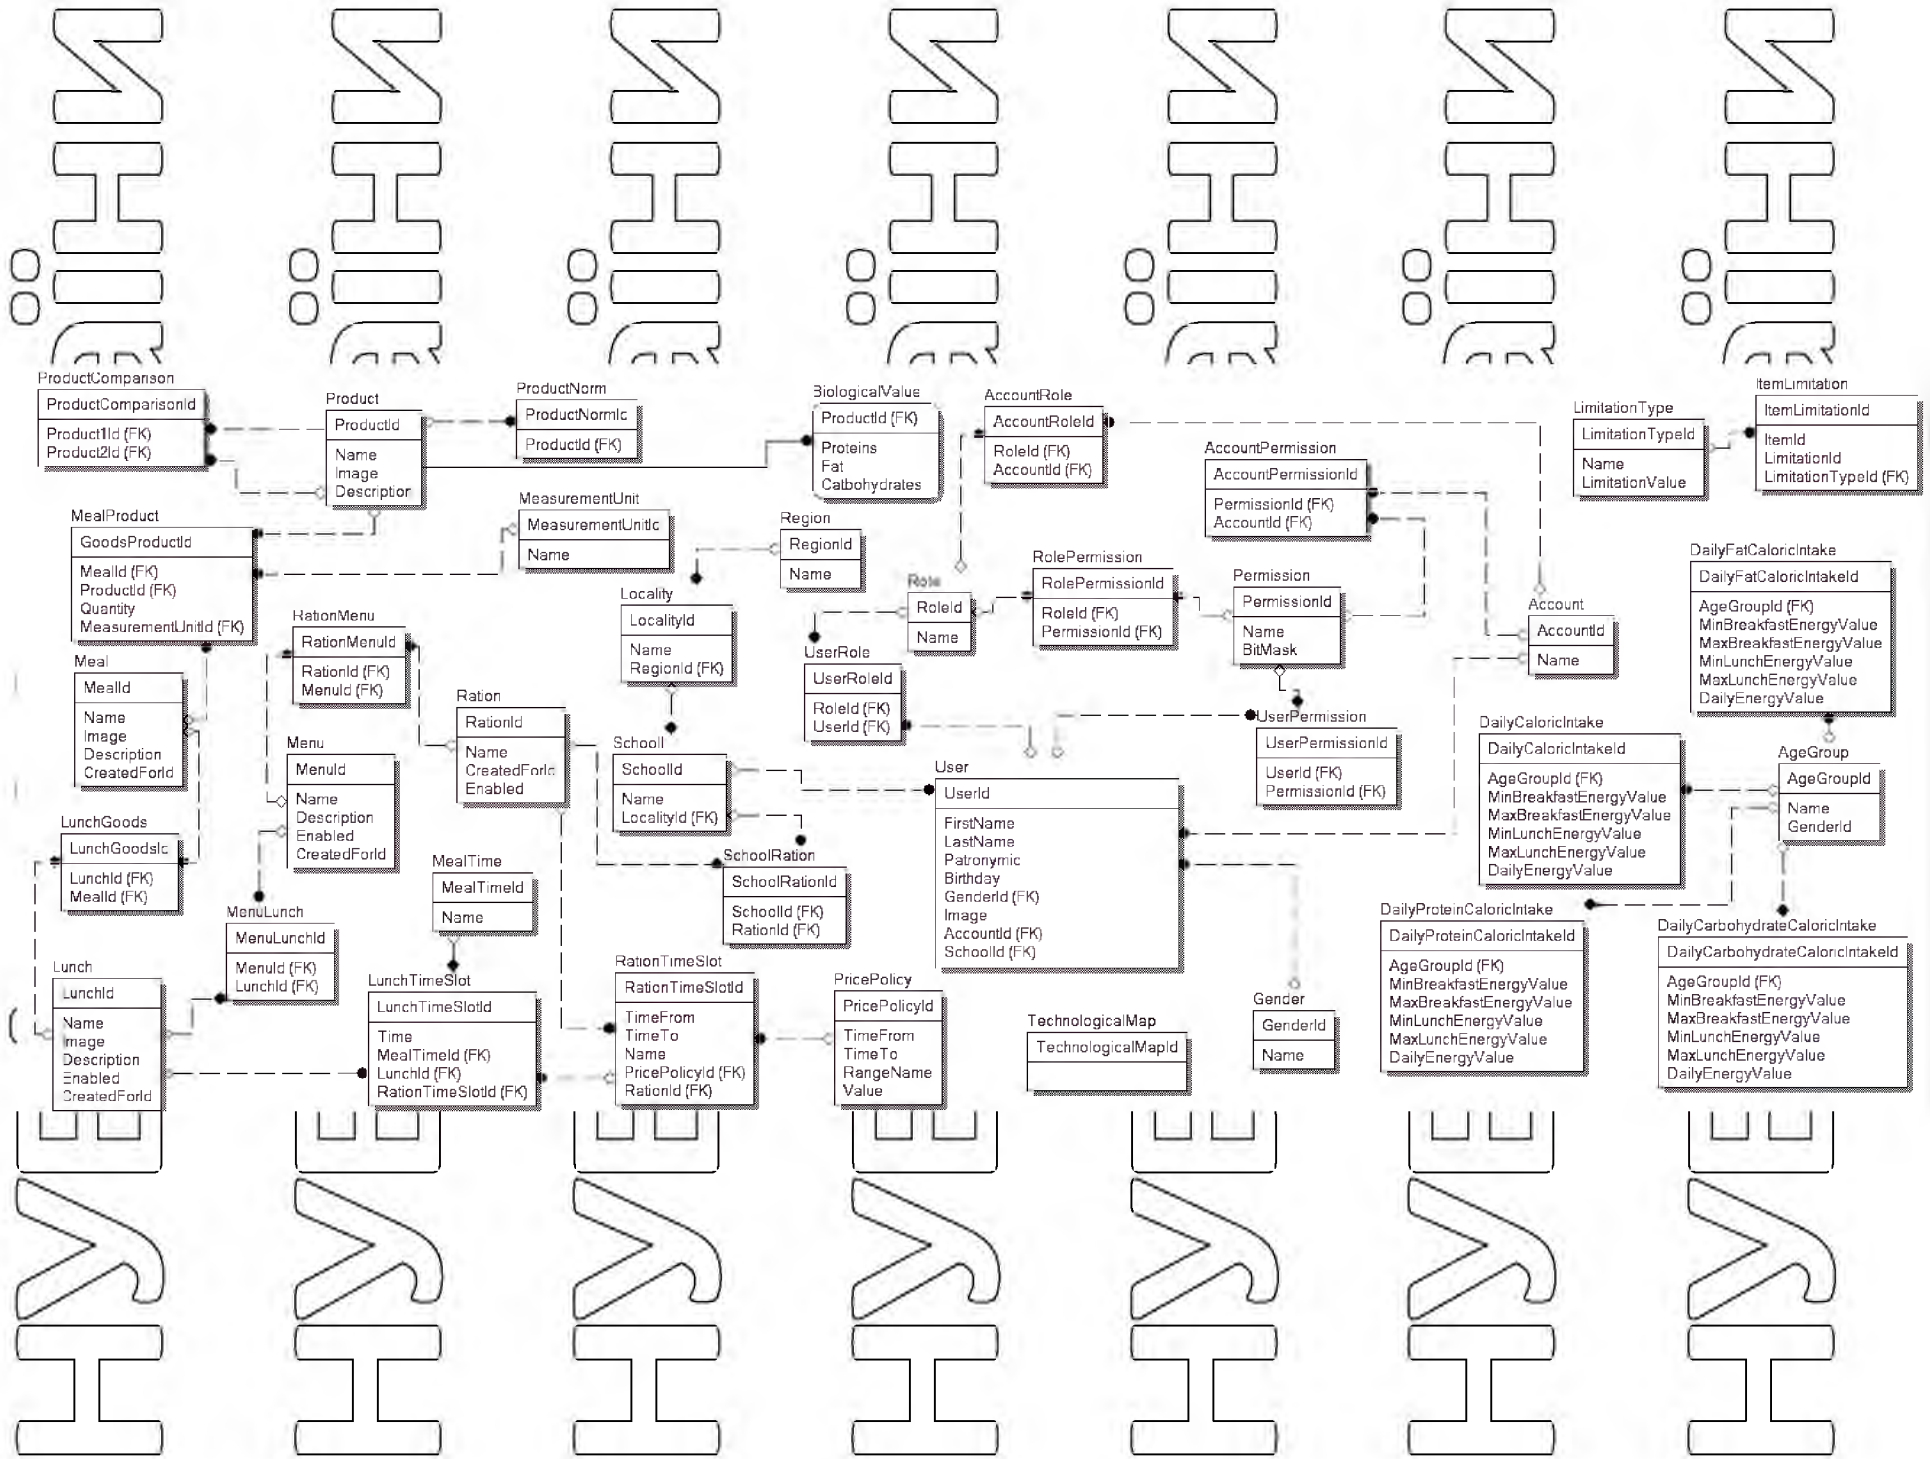 ProductComparison
ProductComparisonId
Product1Id (FK)
Product2Id (FK)
Product
ProductId
Name
Image
Description
ProductNorm
ProductNormIc
ProductId (FK)
BiologicalValue
ProductId (FK)
Proteins
Fat
Catbohydrates
AccountRole
AccountRoleId
RoleId (FK)
AccountId (FK)
AccountPermission
AccountPermissionId
PermissionId (FK)
AccountId (FK)
LimitationType
LimitationTypeId
Name
LimitationValue
ItemLimitation
ItemLimitationId
ItemId
LimitationId
LimitationTypeId (FK)
MealProduct
GoodsProductId
MealId (FK)
ProductId (FK)
Quantity
MeasurementUnitId (FK)
MeasurementUnit
MeasurementUnitIc
Name
Region
RegionId
Name
Locality
LocalityId
Name
RegionId (FK)
Role
RoleId
Name
RolePermission
RolePermissionId
RoleId (FK)
PermissionId (FK)
Permission
PermissionId
Name
BitMask
Account
AccountId
Name
DailyFatCaloricIntake
DailyFatCaloricIntakeId
AgeGroupId (FK)
MinBreakfastEnergyValue
MaxBreakfastEnergyValue
MinLunchEnergyValue
MaxLunchEnergyValue
DailyEnergyValue
RationMenu
RationMenuId
RationId (FK)
MenuId (FK)
Meal
MealId
Name
Image
Description
CreatedForId
Ration
RationId
Name
CreatedForIc
Enabled
UserRole
UserRoleId
RoleId (FK)
UserId (FK)
UserPermission
UserPermissionId
UserId (FK)
PermissionId (FK)
DailyCaloricIntake
DailyCaloricIntakeId
AgeGroupId (FK)
MinBreakfastEnergyValue
MaxBreakfastEnergyValue
MinLunchEnergyValue
MaxLunchEnergyValue
DailyEnergyValue
AgeGroup
AgeGroupId
Name
GenderId
Menu
MenuId
Name
Description
Enabled
CreatedForId
Schooll
SchoolId
Name
LocalityId (FK)
User
UserId
FirstName
LastName
Patronymic
Birthday
GenderId (FK)
Image
AccountId (FK)
SchoolId (FK)
LunchGoods
LunchGoodsIc
LunchId (FK)
MealId (FK)
MealTime
MealTimeId
Name
SchoolRation
SchoolRationId
SchoolId (FK)
RationId (FK)
MenuLunch
MenuLunchId
MenuId (FK)
LunchId (FK)
DailyProteinCaloricIntake
DailyProteinCaloricIntakeId
AgeGroupId (FK)
MinBreakfastEnergyValue
MaxBreakfastEnergyValue
MinLunchEnergyValue
MaxLunchEnergyValue
DailyEnergyValue
DailyCarbohydrateCaloricIntake
DailyCarbohydrateCaloricIntakeId
AgeGroupId (FK)
MinBreakfastEnergyValue
MaxBreakfastEnergyValue
MinLunchEnergyValue
MaxLunchEnergyValue
DailyEnergyValue
Lunch
LunchId
Name
Image
Description
Enabled
CreatedForId
LunchTimeSlot
LunchTimeSlotId
Time
MealTimeId (FK)
LunchId (FK)
RationTimeSlotId (FK)
RationTimeSlot
RationTimeSlotId
TimeFrom
TimeTo
Name
PricePolicyId (FK)
RationId (FK)
PricePolicy
PricePolicyId
TimeFrom
TimeTo
RangeName
Value
TechnologicalMap
TechnologicalMapId
Gender
GenderId
Name